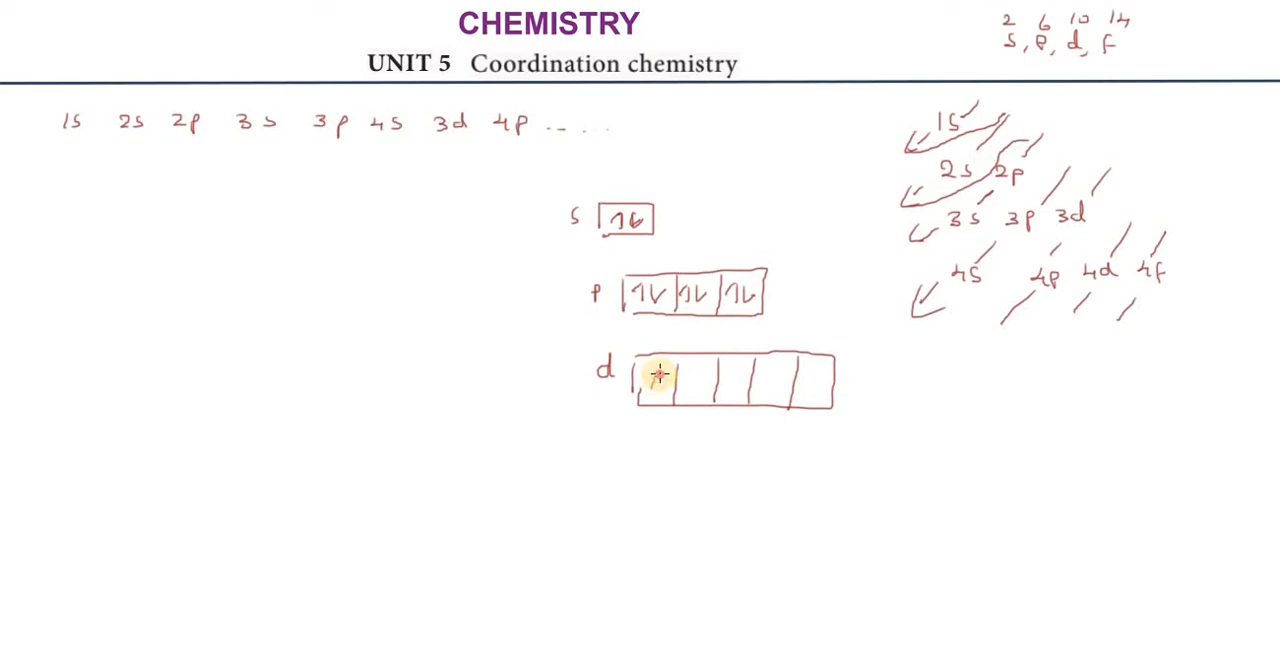 CHEMISTRY
UNIT 5 Coordination chemistry
2 6 10 14
s, p, d, f
1s 2s 2p 3s 3p 4s 3d 4p .....
1s
2s 2p
3s 3p 3d
4s 4p 4d 4f
s
p
d